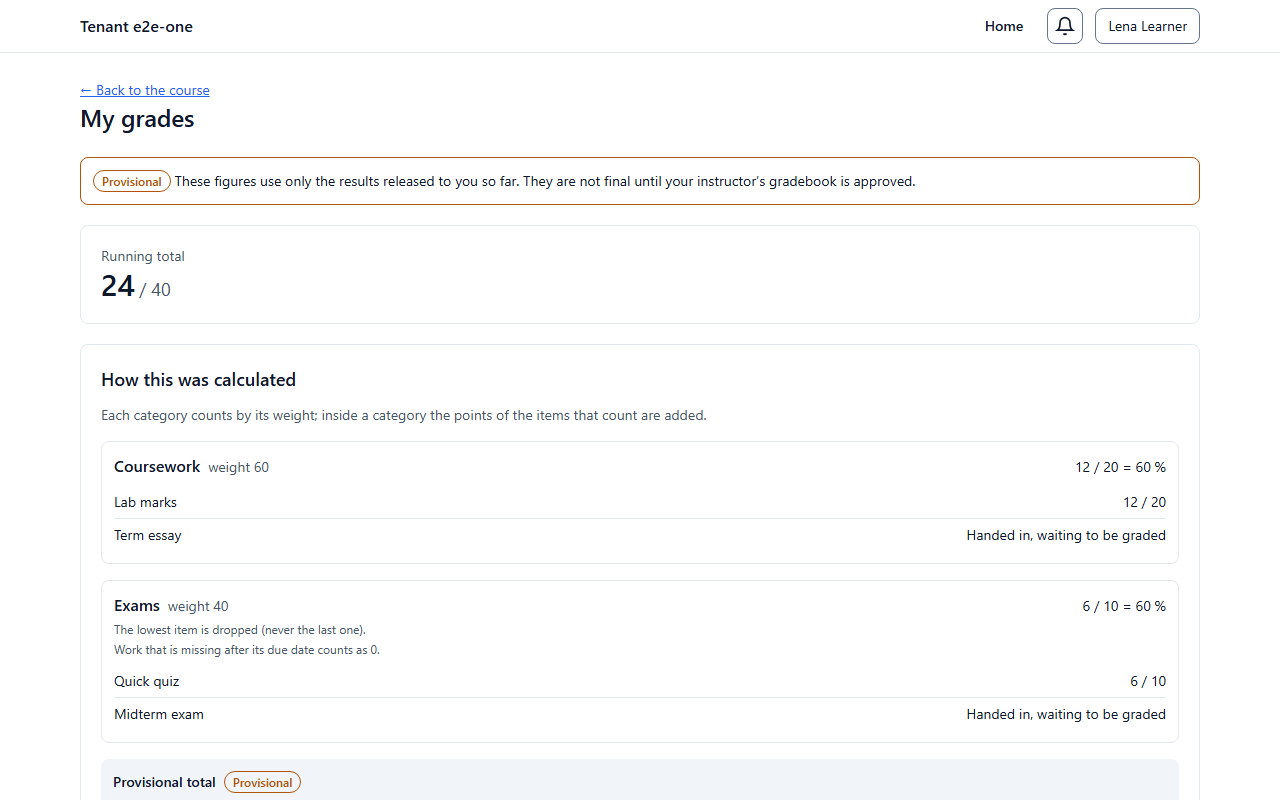 Tenant e2e-one
Home
Lena Learner
← Back to the course
My grades
Provisional These figures use only the results released to you so far. They are not final until your instructor’s gradebook is approved.
Running total
24 / 40
How this was calculated
Each category counts by its weight; inside a category the points of the items that count are added.
Coursework weight 60 12 / 20 = 60 %
Lab marks 12 / 20
Term essay Handed in, waiting to be graded
Exams weight 40 6 / 10 = 60 %
The lowest item is dropped (never the last one).
Work that is missing after its due date counts as 0.
Quick quiz 6 / 10
Midterm exam Handed in, waiting to be graded
Provisional total Provisional